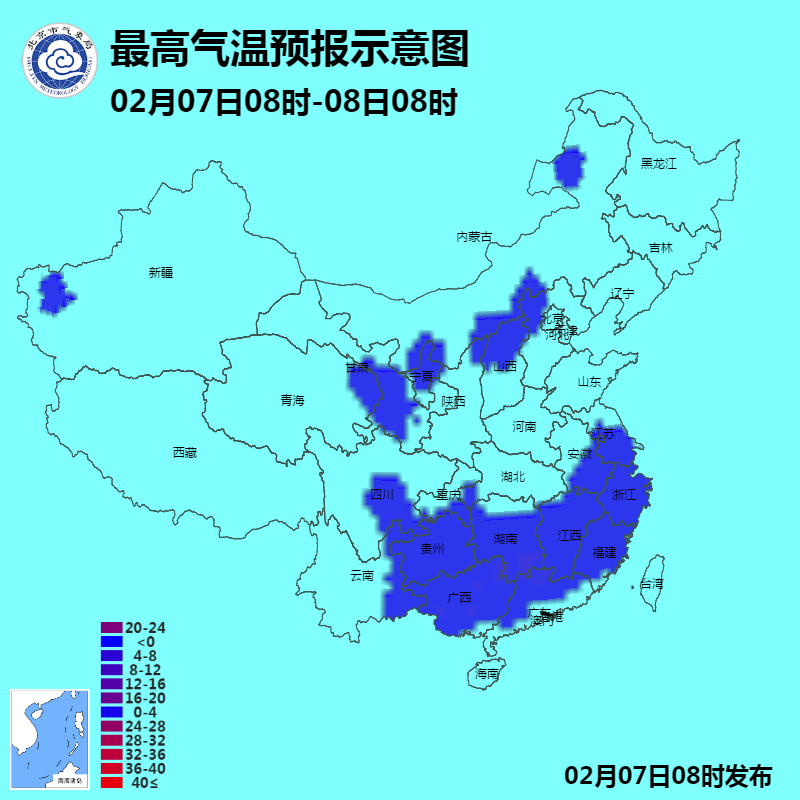 北京市气象局
BEIJING METEOROLOGY BUREAU
最高气温预报示意图
02月07日08时-08日08时
黑龙江
内蒙古
吉林
新疆
辽宁
北京
天津
河北
甘肃
宁夏
山西
山东
青海
陕西
河南
江苏
西藏
安徽
湖北
四川
重庆
浙江
湖南
江西
贵州
福建
云南
台湾
广西
广东
香港
澳门
海南
20-24
<0
4-8
8-12
12-16
16-20
0-4
24-28
28-32
32-36
36-40
40≤
南海诸岛
02月07日08时发布